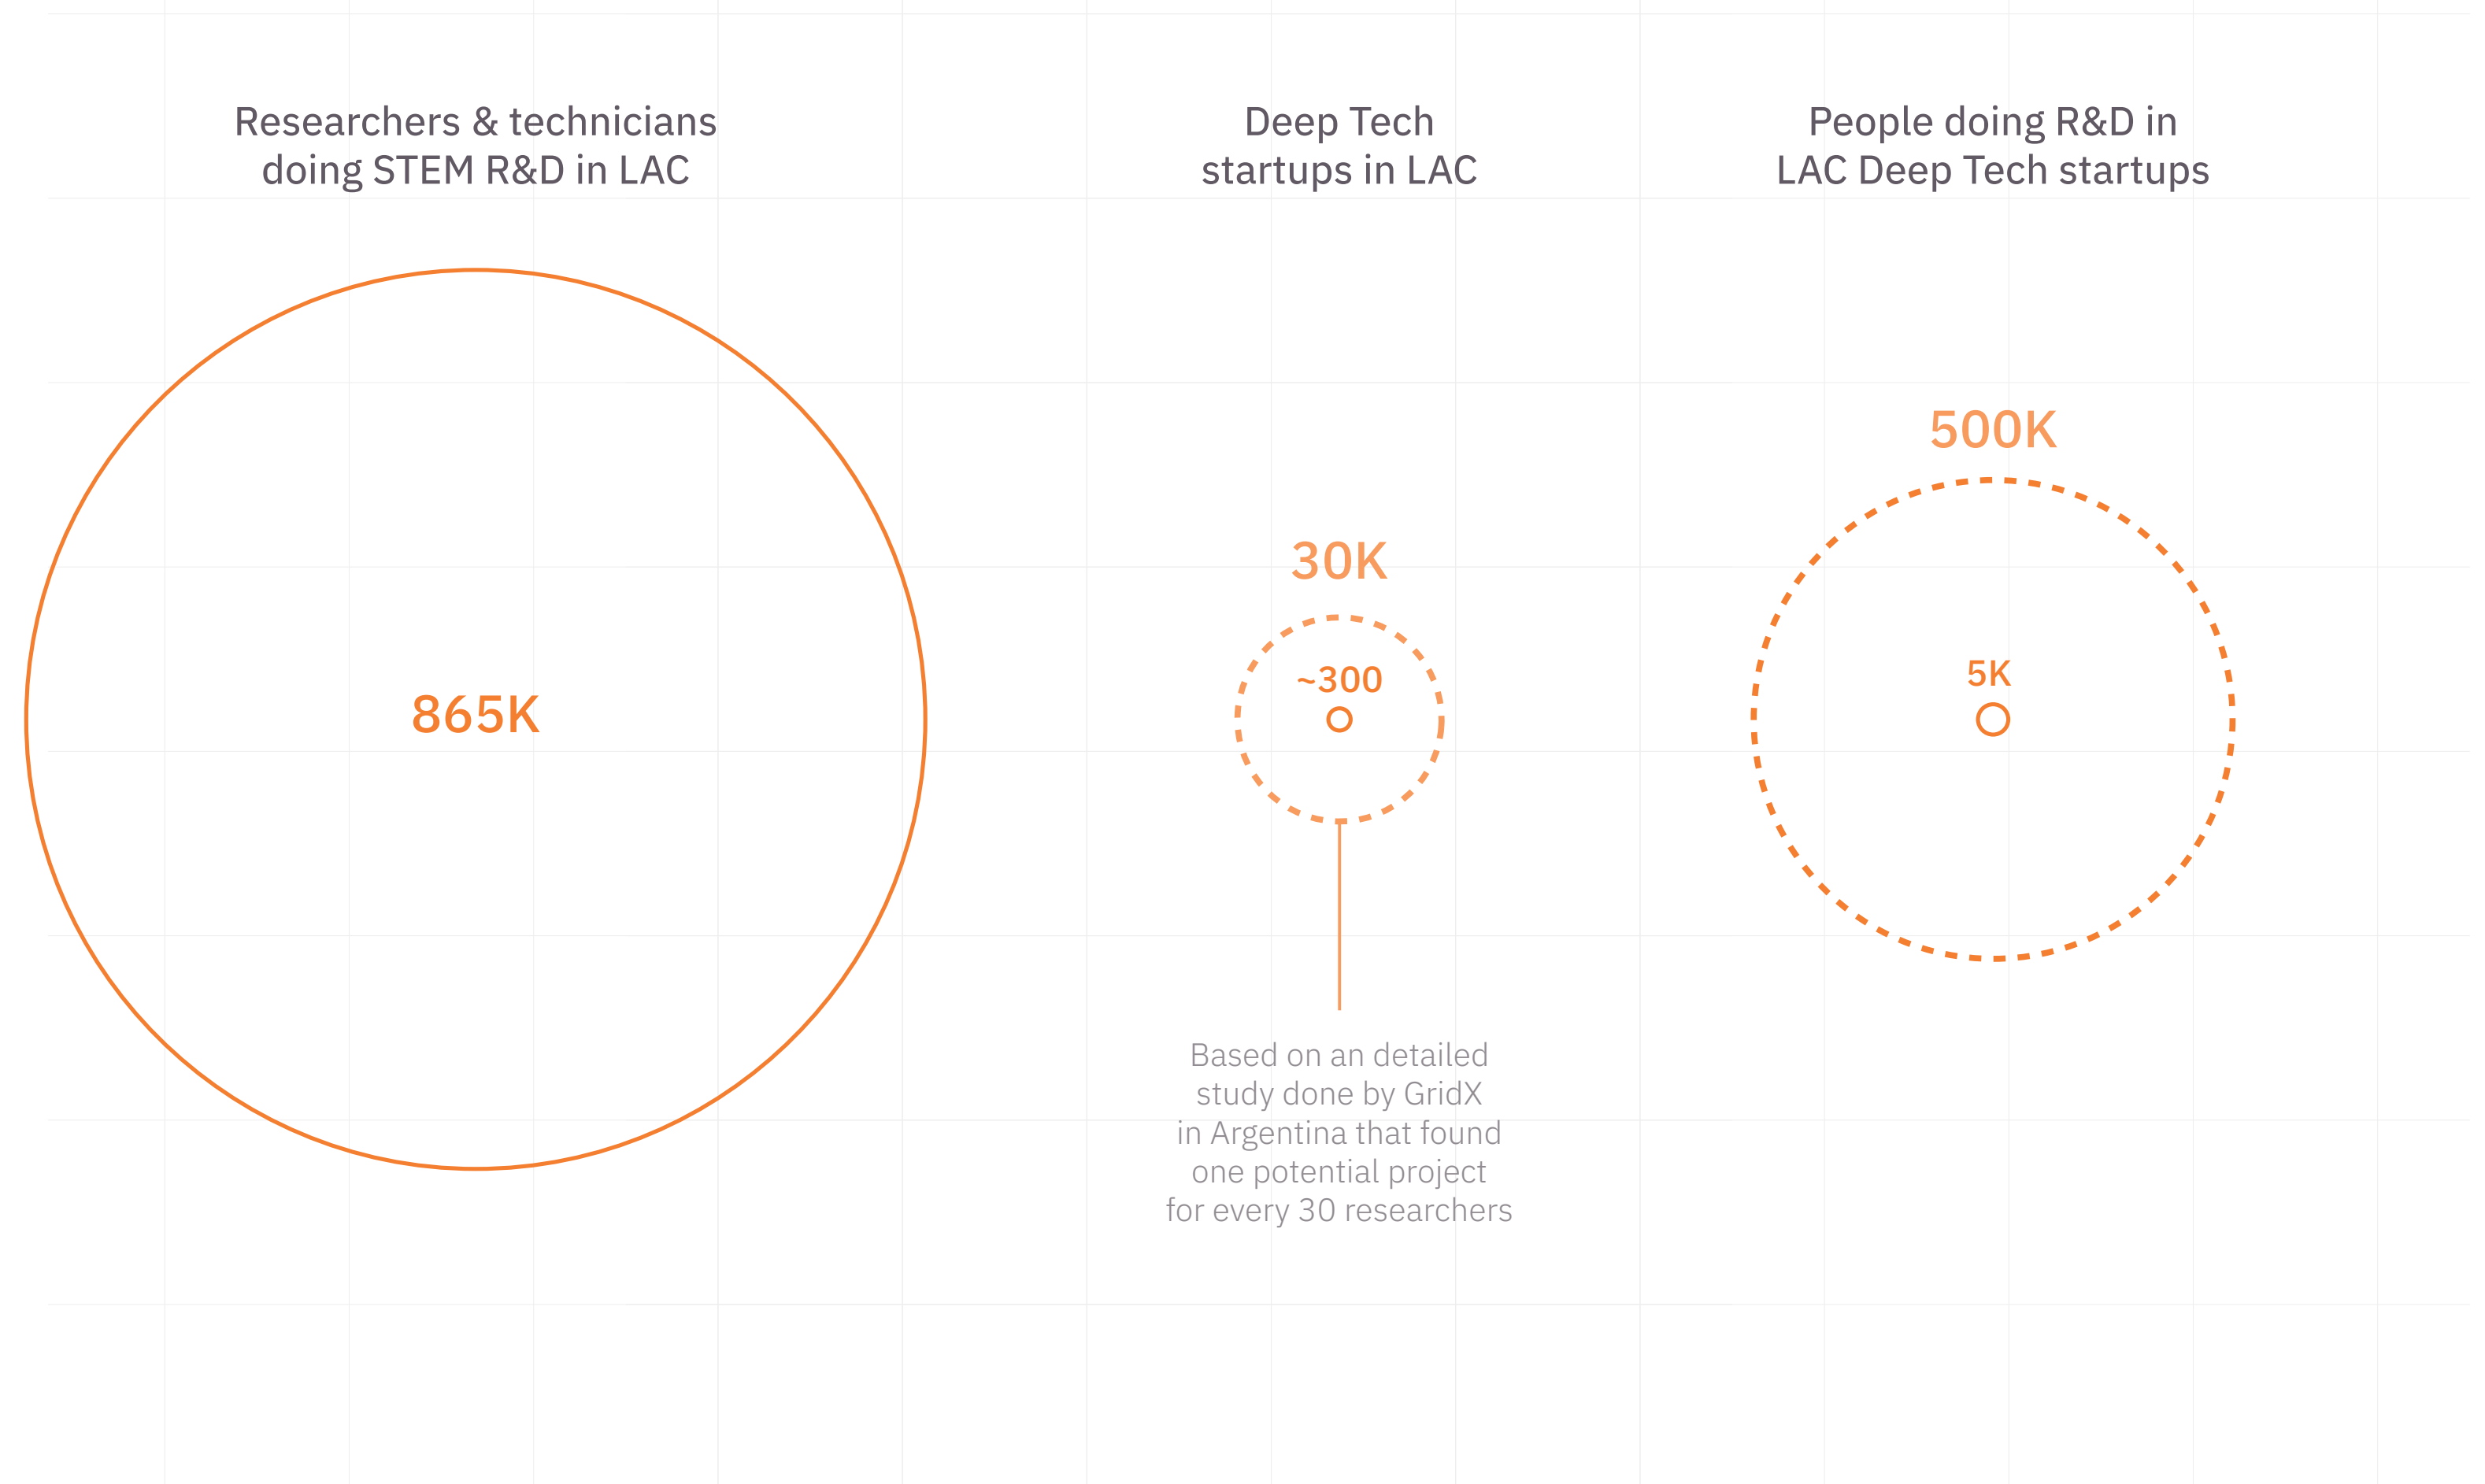 Researchers & technicians
doing STEM R&D in LAC
865K
Deep Tech
startups in LAC
30K
~300
Based on an detailed
study done by GridX
in Argentina that found
one potential project
for every 30 researchers
People doing R&D in
LAC Deep Tech startups
500K
5K